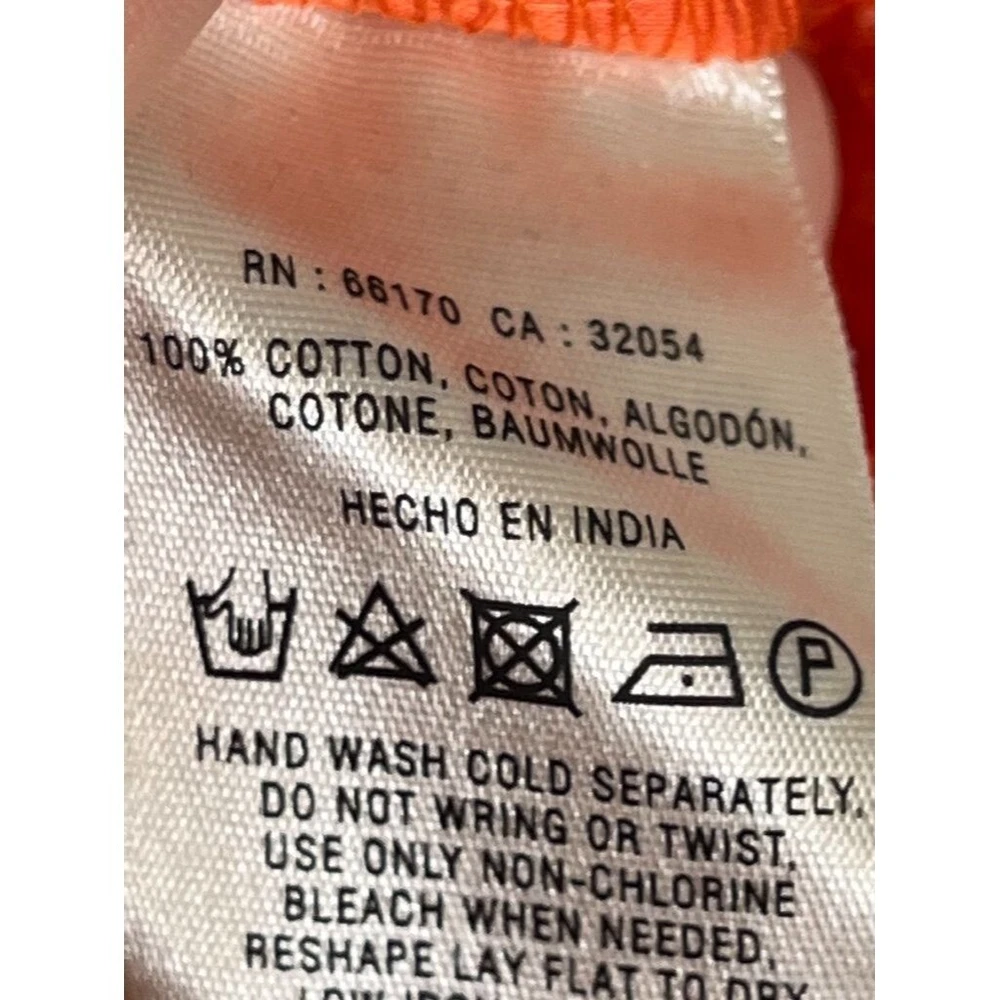 RN : 66170 CA : 32054
100% COTTON, COTON, ALGODÓN,
COTONE, BAUMWOLLE
HECHO EN INDIA
P
HAND WASH COLD SEPARATELY,
DO NOT WRING OR TWIST,
USE ONLY NON-CHLORINE
BLEACH WHEN NEEDED,
RESHAPE LAY FLAT TO DRY